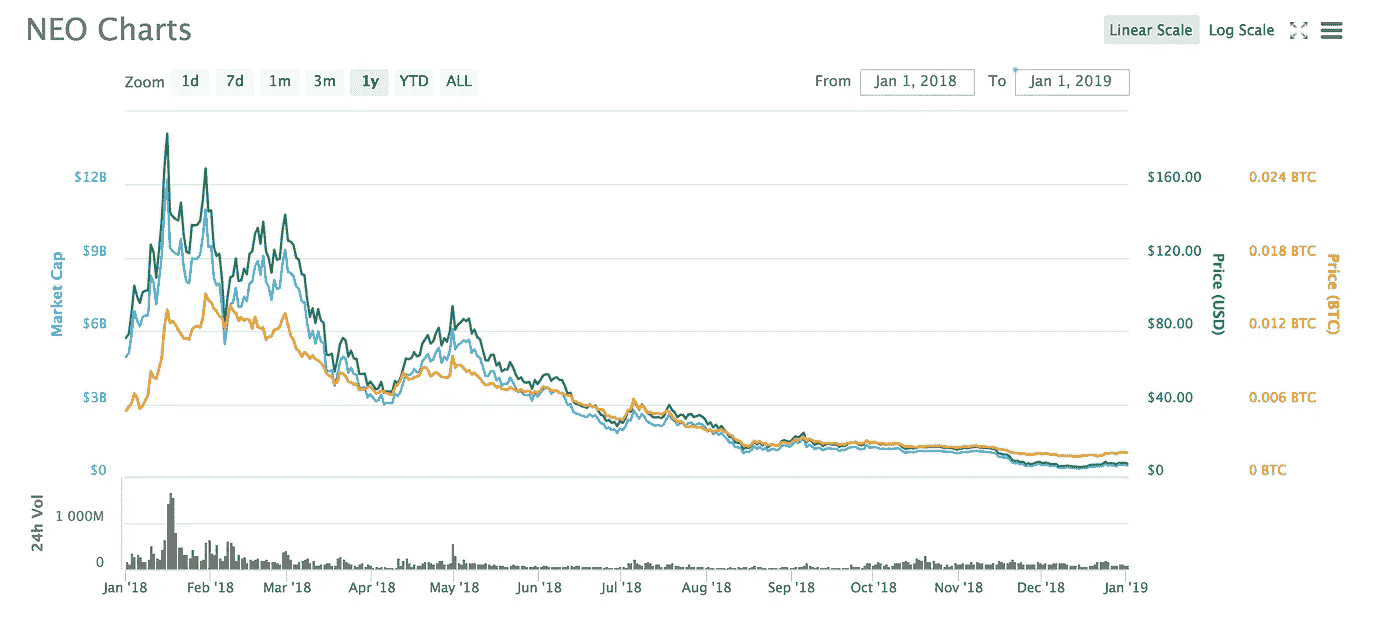 NEO Charts
Linear Scale Log Scale
Zoom 1d 7d 1m 3m 1y YTD ALL
From Jan 1, 2018 To Jan 1, 2019
$12B $160.00 0.024 BTC
$9B $120.00 0.018 BTC
Market Cap
Price (USD)
Price (BTC)
$6B $80.00 0.012 BTC
$3B $40.00 0.006 BTC
$0 $0 0 BTC
24h Vol
1 000M
0
Jan '18 Feb '18 Mar '18 Apr '18 May '18 Jun '18 Jul '18 Aug '18 Sep '18 Oct '18 Nov '18 Dec '18 Jan '19